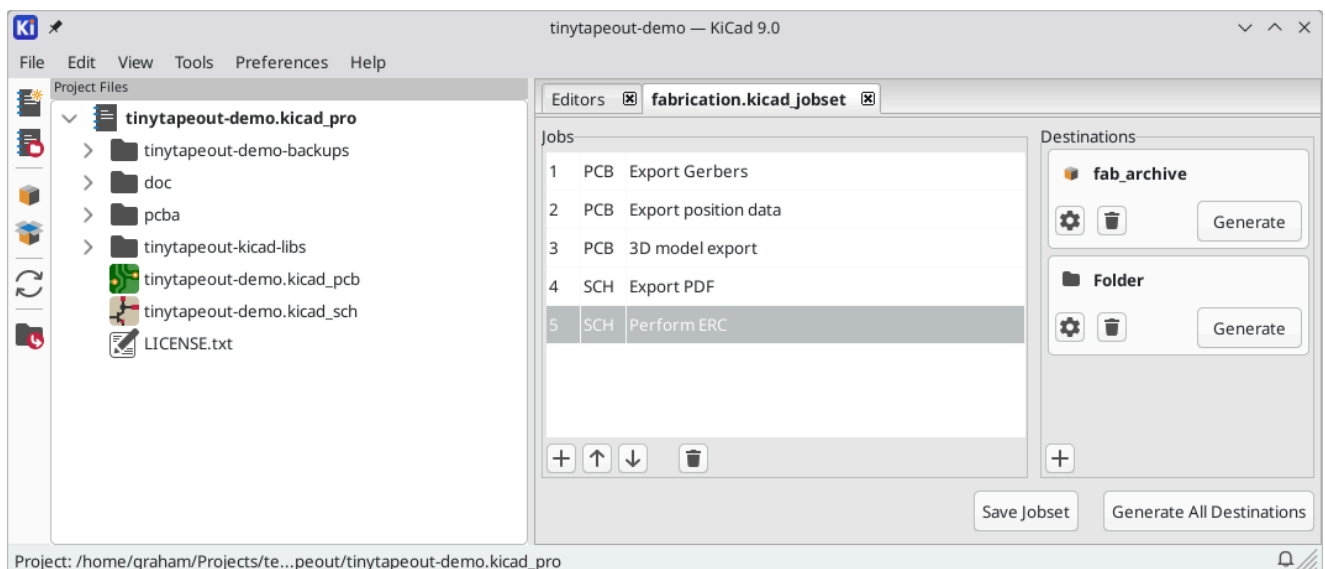 Ki
tinytapeout-demo — KiCad 9.0
File Edit View Tools Preferences Help
Project Files
tinytapeout-demo.kicad_pro
tinytapeout-demo-backups
doc
pcba
tinytapeout-kicad-libs
tinytapeout-demo.kicad_pcb
tinytapeout-demo.kicad_sch
LICENSE.txt
Editors fabrication.kicad_jobset
Jobs
1 PCB Export Gerbers
2 PCB Export position data
3 PCB 3D model export
4 SCH Export PDF
5 SCH Perform ERC
Destinations
fab_archive
Generate
Folder
Generate
Save Jobset Generate All Destinations
Project: /home/graham/Projects/te...peout/tinytapeout-demo.kicad_pro